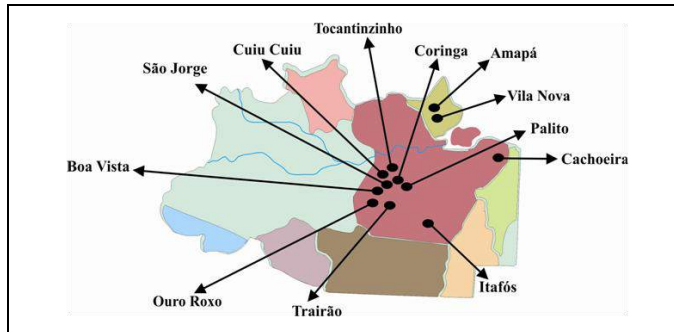 Tocantinzinho
Cuiu Cuiu
Coringa
Amapá
São Jorge
Vila Nova
Palito
Boa Vista
Cachoeira
Ouro Roxo
Trairão
Itafós